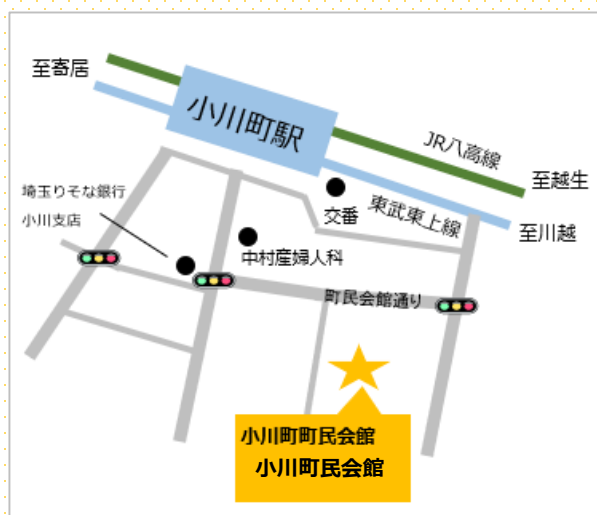 至寄居
小川町駅
JR八高線
至越生
埼玉りそな銀行
小川支店
交番
東武東上線
至川越
中村産婦人科
町民会館通り
小川町町民会館
小川町民会館